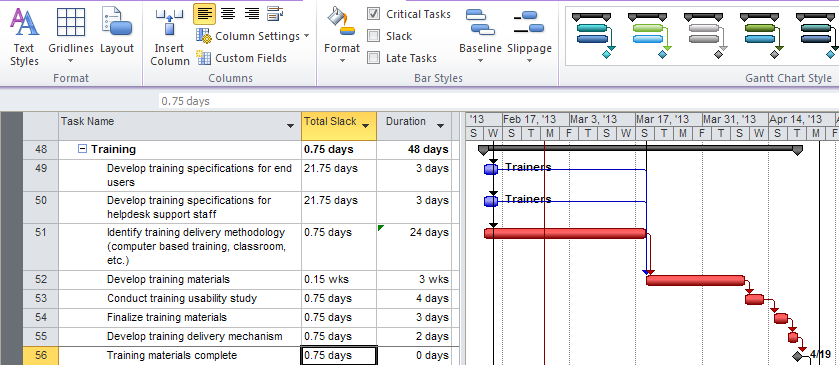 Text Styles
Gridlines
Layout
Format
Insert Column
Column Settings
Custom Fields
Columns
Format
Critical Tasks
Slack
Late Tasks
Baseline
Slippage
Bar Styles
Gantt Chart Style
0.75 days
Task Name Total Slack Duration
'13 Feb 17, '13 Mar 3, '13 Mar 17, '13 Mar 31, '13 Apr 14, '13
S W S T M F T S W S T M F T S W S T M
48 Training 0.75 days 48 days
49 Develop training specifications for end users 21.75 days 3 days Trainers
50 Develop training specifications for helpdesk support staff 21.75 days 3 days Trainers
51 Identify training delivery methodology (computer based training, classroom, etc.) 0.75 days 24 days
52 Develop training materials 0.15 wks 3 wks
53 Conduct training usability study 0.75 days 4 days
54 Finalize training materials 0.75 days 3 days
55 Develop training delivery mechanism 0.75 days 2 days
56 Training materials complete 0.75 days 0 days 4/19